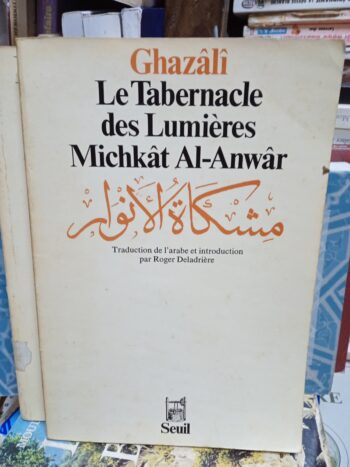 Ghazâlî
Le Tabernacle
des Lumières
Michkât Al-Anwâr
مشكاة الأنوار
Traduction de l'arabe et introduction
par Roger Deladrière
Seuil